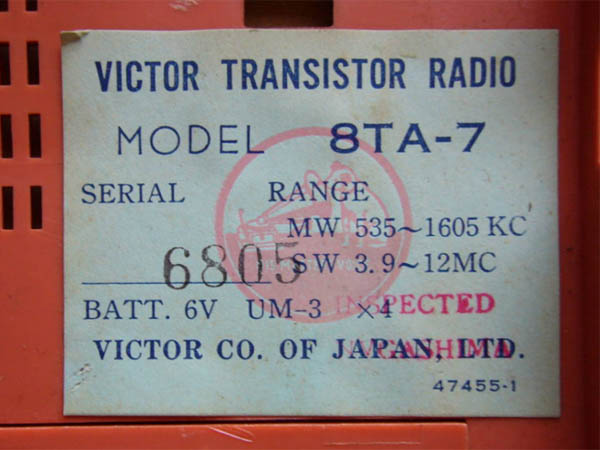 VICTOR TRANSISTOR RADIO
MODEL 8TA-7
SERIAL RANGE
MW 535~1605 KC
6805 SW 3.9~12MC
BATT. 6V UM-3 ×4 INSPECTED
VICTOR CO. OF JAPAN, LTD.
NAGASHIMA
47455-1